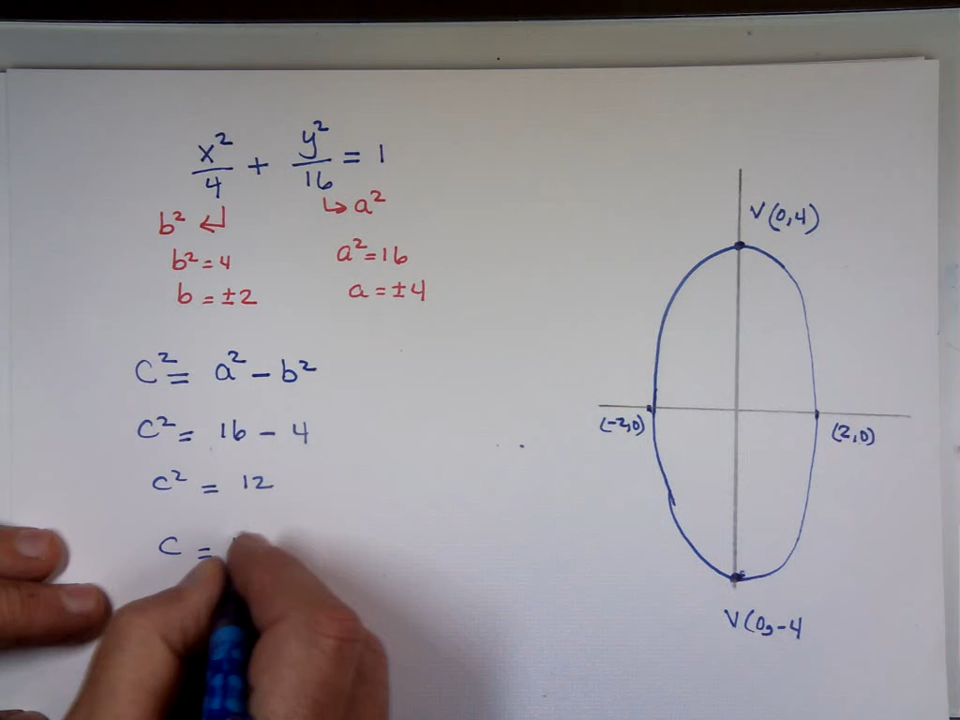 x²/4 + y²/16 = 1
b² ↲ ↳ a²
b² = 4 a² = 16
b = ±2 a = ±4
C² = a² - b²
C² = 16 - 4
C² = 12
C =
V(0,4)
(-2,0) (2,0)
V(0,-4